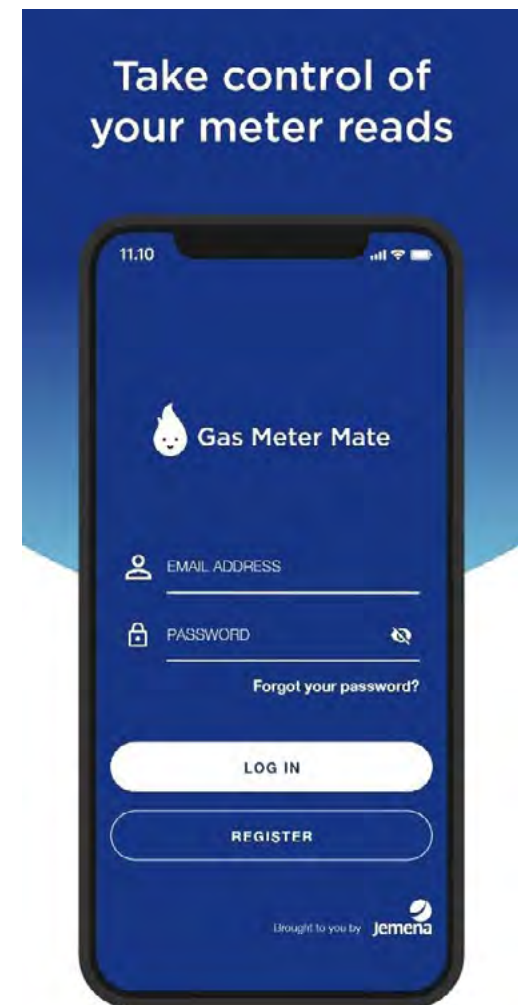 Take control of
your meter reads
11.10
Gas Meter Mate
EMAIL ADDRESS
PASSWORD
Forgot your password?
LOG IN
REGISTER
Brought to you by Jemena